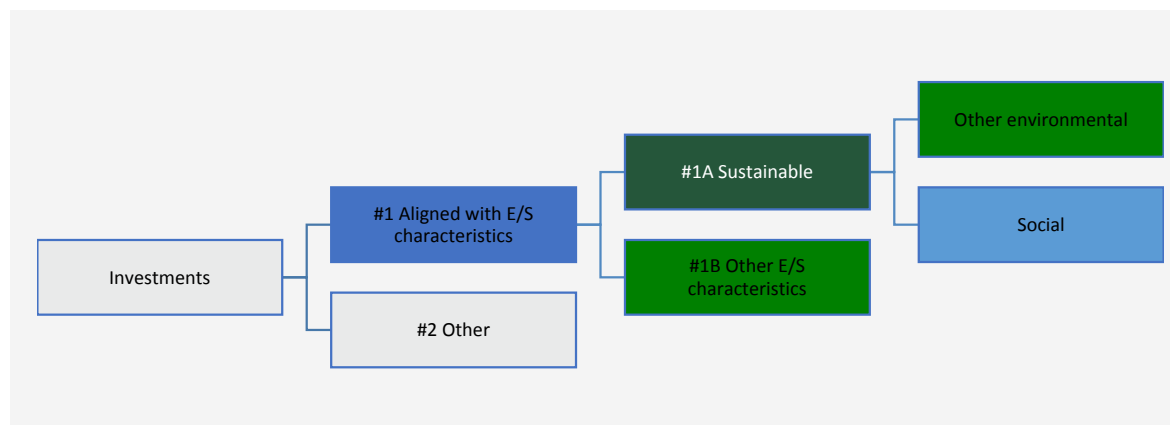 Other environmental
#1A Sustainable
#1 Aligned with E/S
characteristics
Social
Investments
#1B Other E/S
characteristics
#2 Other